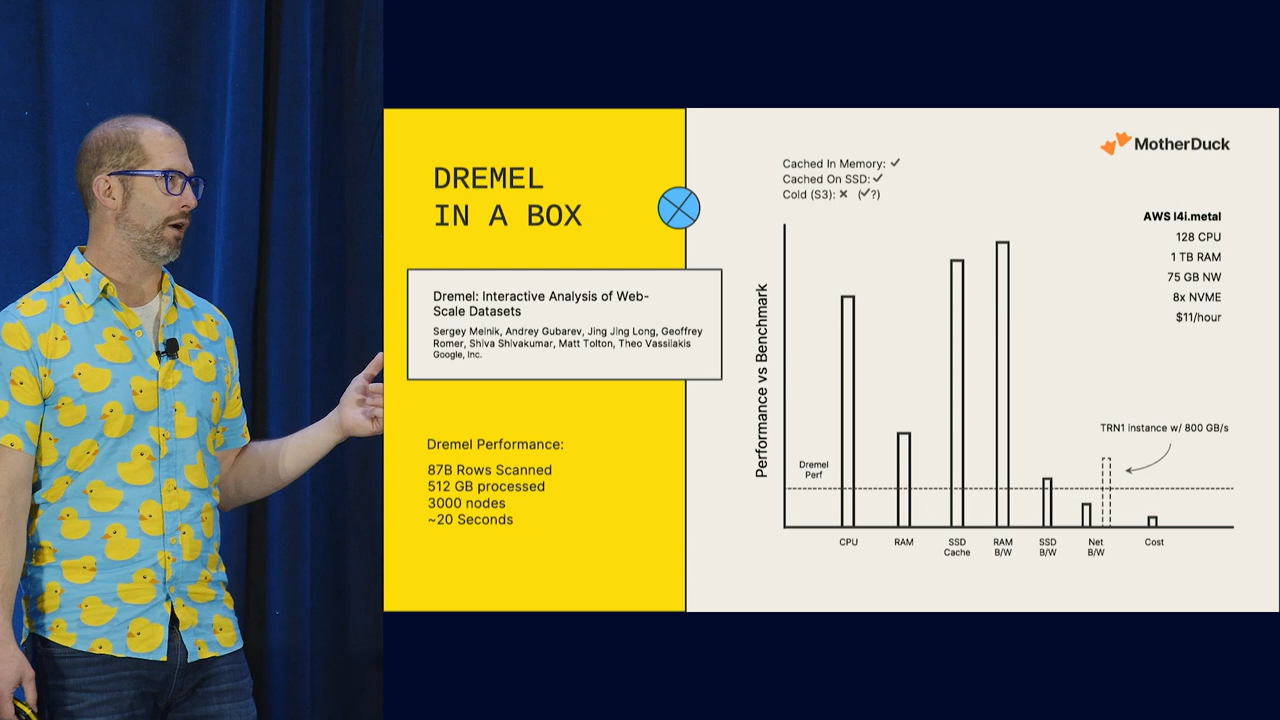 DREMEL
IN A BOX
Dremel: Interactive Analysis of Web-
Scale Datasets
Sergey Melnik, Andrey Gubarev, Jing Jing Long, Geoffrey
Romer, Shiva Shivakumar, Matt Tolton, Theo Vassilakis
Google, Inc.
Dremel Performance:
87B Rows Scanned
512 GB processed
3000 nodes
~20 Seconds
MotherDuck
Cached In Memory: ✓
Cached On SSD: ✓
Cold (S3): ✗ (✓?)
AWS I4i.metal
128 CPU
1 TB RAM
75 GB NW
8x NVME
$11/hour
Performance vs Benchmark
TRN1 instance w/ 800 GB/s
Dremel
Perf
CPU
RAM
SSD
Cache
RAM
B/W
SSD
B/W
Net
B/W
Cost